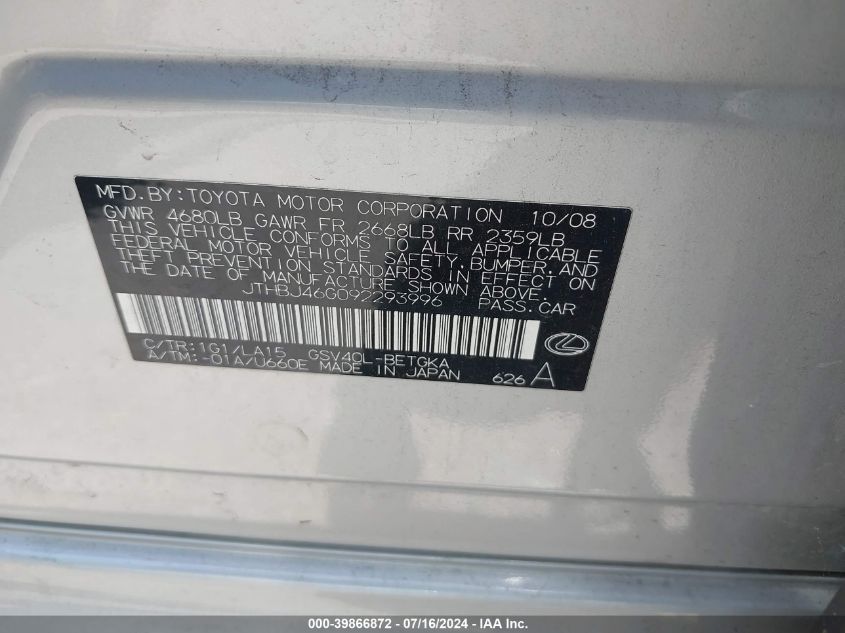 MFD.BY:TOYOTA MOTOR CORPORATION 10/08
GVWR 4680LB GAWR FR 2668LB RR 2359LB
THIS VEHICLE CONFORMS TO ALL APPLICABLE
FEDERAL MOTOR VEHICLE SAFETY,BUMPER,AND
THEFT PREVENTION STANDARDS IN EFFECT ON
THE DATE OF MANUFACTURE SHOWN ABOVE.
JTHBJ46G092293996 PASS.CAR
C/TR:1G1/LA15 GSV40L-BETGKA
A/TM:-01A/U660E MADE IN JAPAN 626A
000-39866872 - 07/16/2024 - IAA Inc.